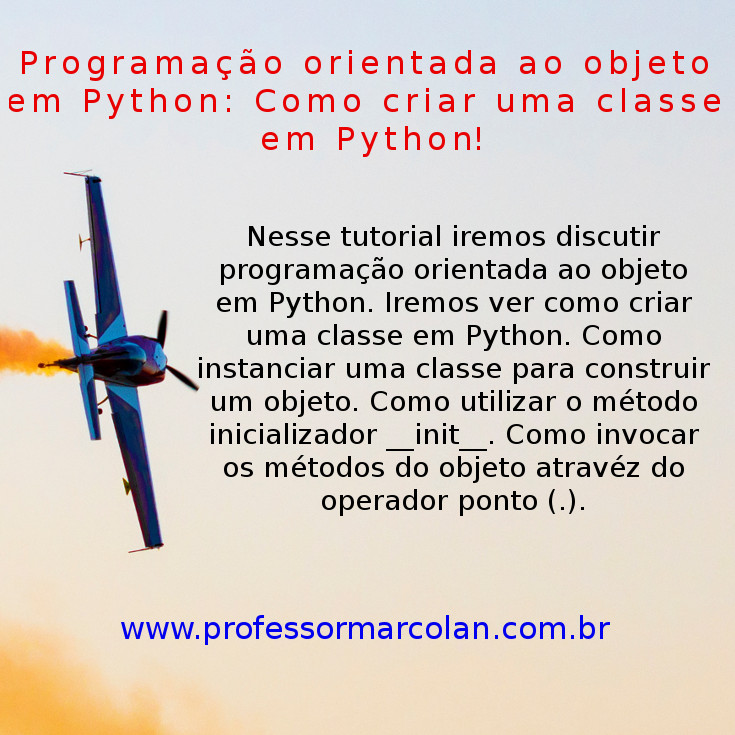 Programação orientada ao objeto
em Python: Como criar uma classe
em Python!
Nesse tutorial iremos discutir
programação orientada ao objeto
em Python. Iremos ver como criar
uma classe em Python. Como
instanciar uma classe para construir
um objeto. Como utilizar o método
inicializador __init__. Como invocar
os métodos do objeto atravéz do
operador ponto (.).
www.professormarcolan.com.br